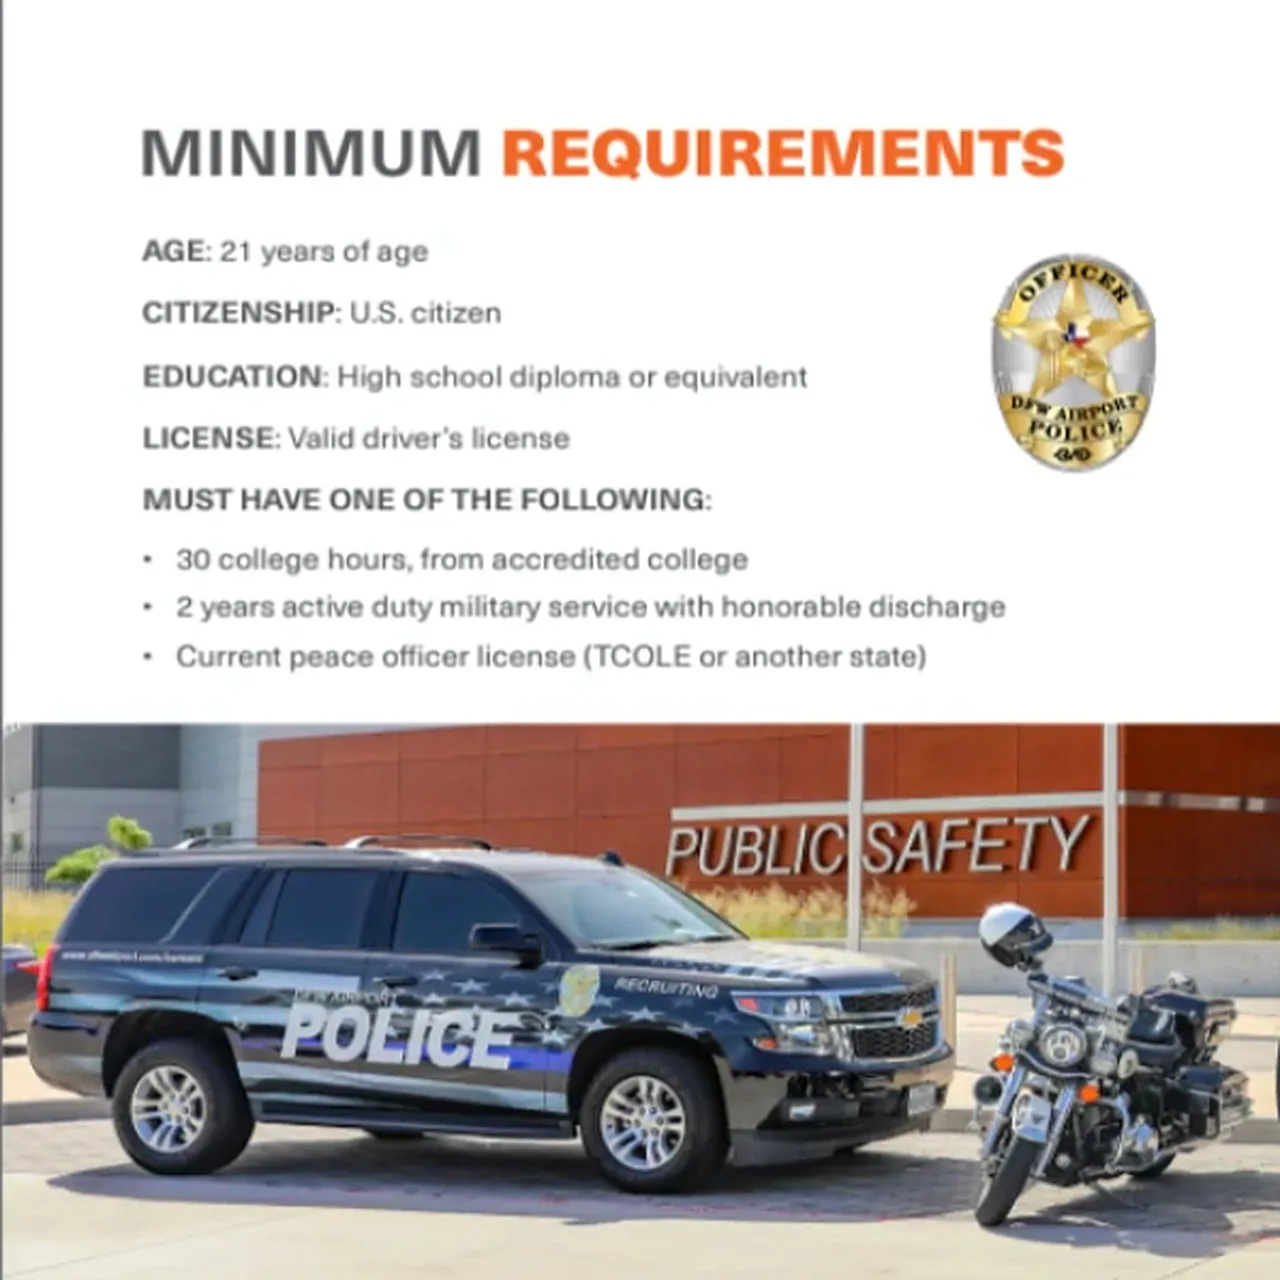 MINIMUM REQUIREMENTS
AGE: 21 years of age
CITIZENSHIP: U.S. citizen
EDUCATION: High school diploma or equivalent
LICENSE: Valid driver's license
MUST HAVE ONE OF THE FOLLOWING:
• 30 college hours, from accredited college
• 2 years active duty military service with honorable discharge
• Current peace officer license (TCOLE or another state)
OFFICER
DFW AIRPORT
POLICE
PUBLIC SAFETY
RECRUITING
DFW AIRPORT
POLICE